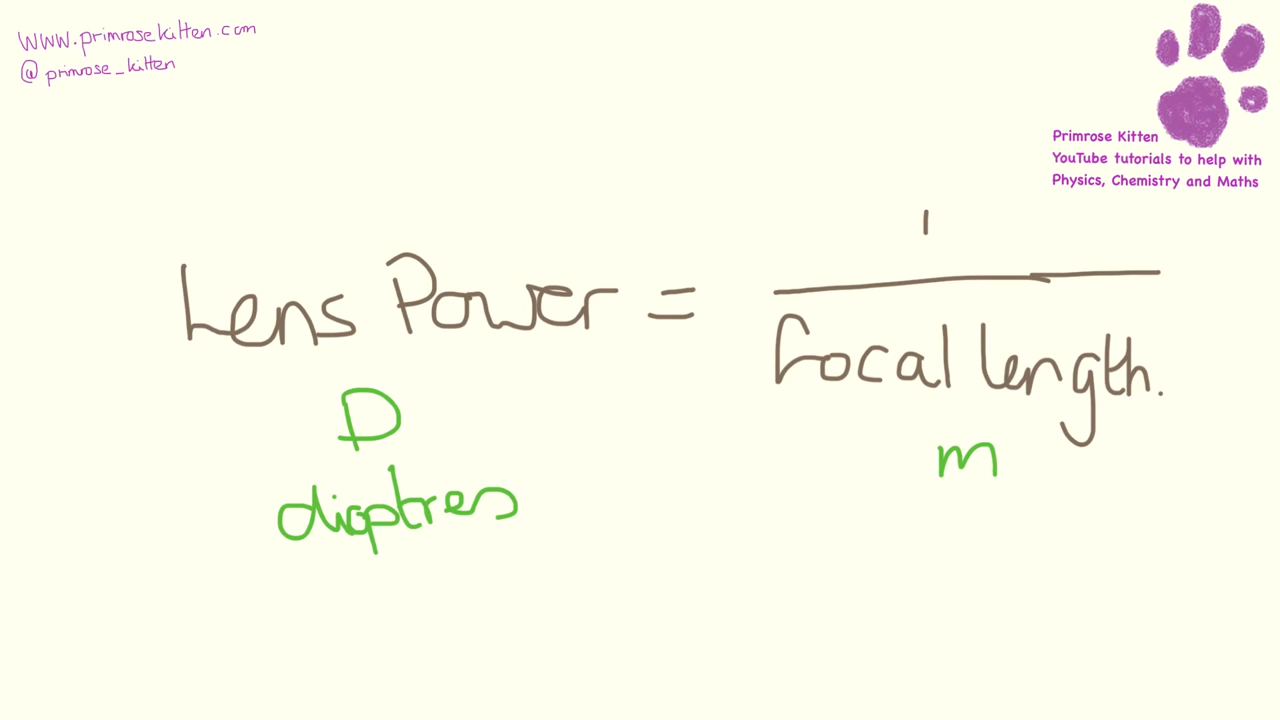 www.primrosekitten.com
@primrose_kitten
Primrose Kitten
YouTube tutorials to help with
Physics, Chemistry and Maths
Lens Power = 1
focal length.
D
m
dioptres